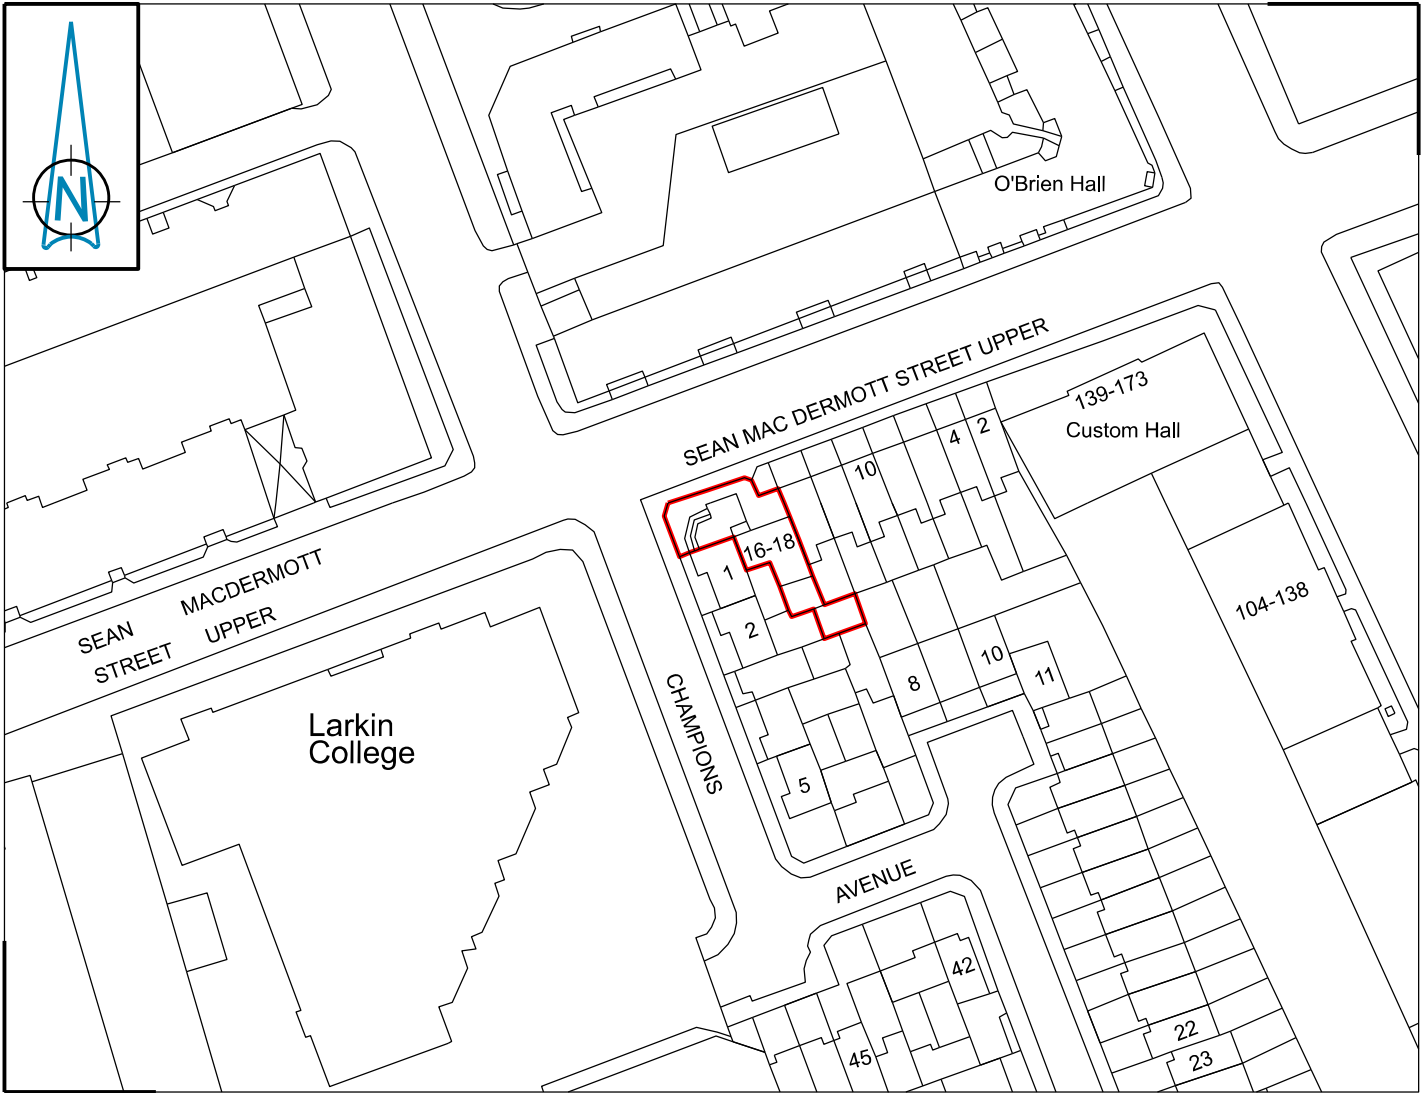 N
O'Brien Hall
SEAN MAC DERMOTT STREET UPPER
139-173
Custom Hall
10
4
2
16-18
1
2
104-138
SEAN MACDERMOTT
STREET UPPER
Larkin
College
CHAMPIONS
8
10
11
5
AVENUE
42
45
22
23